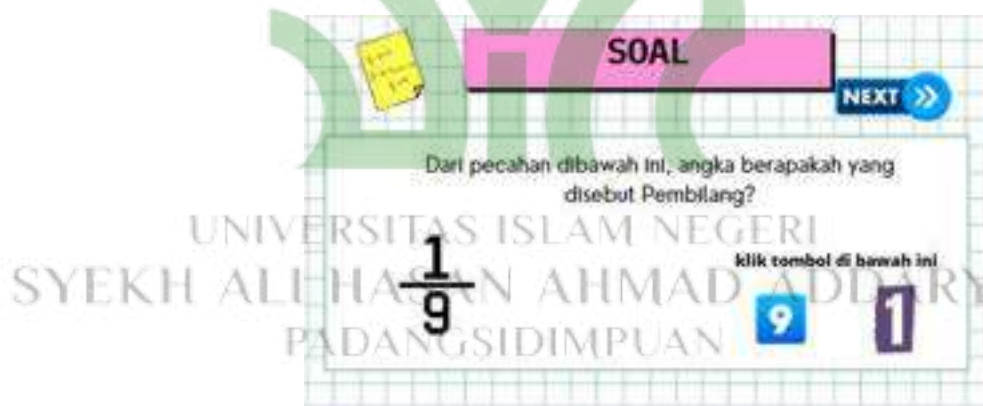 SOAL
NEXT
Dari pecahan dibawah ini, angka berapakah yang
disebut Pembilang?
1
9
klik tombol di bawah ini
9 1
UNIVERSITAS ISLAM NEGERI
SYEKH ALI HASAN AHMAD ADDARY
PADANGSIDIMPUAN